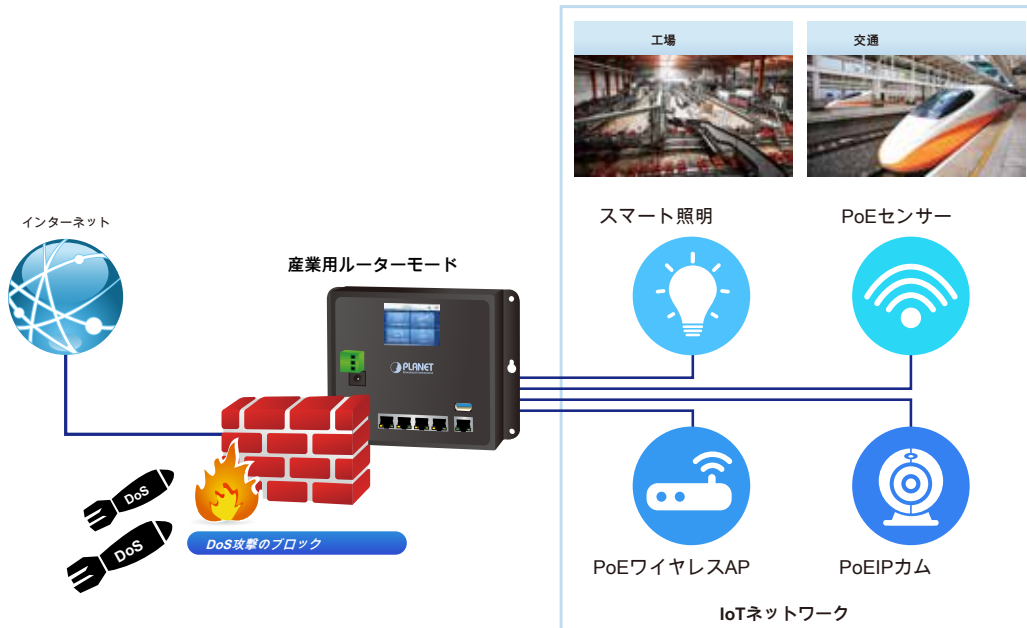 工場
交通
インターネット
スマート照明
PoEセンサー
産業用ルーターモード
PLANET
DoS
DoS
DoS攻撃のブロック
PoEワイヤレスAP
PoEIPカム
IoTネットワーク